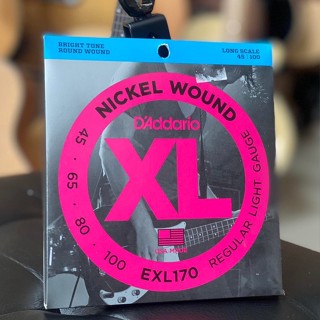 BRIGHT TONE
ROUND WOUND
LONG SCALE
45 - 100
NICKEL WOUND
D'Addario
XL
45 • 65 • 80 • 100
EXL170
REGULAR LIGHT GAUGE